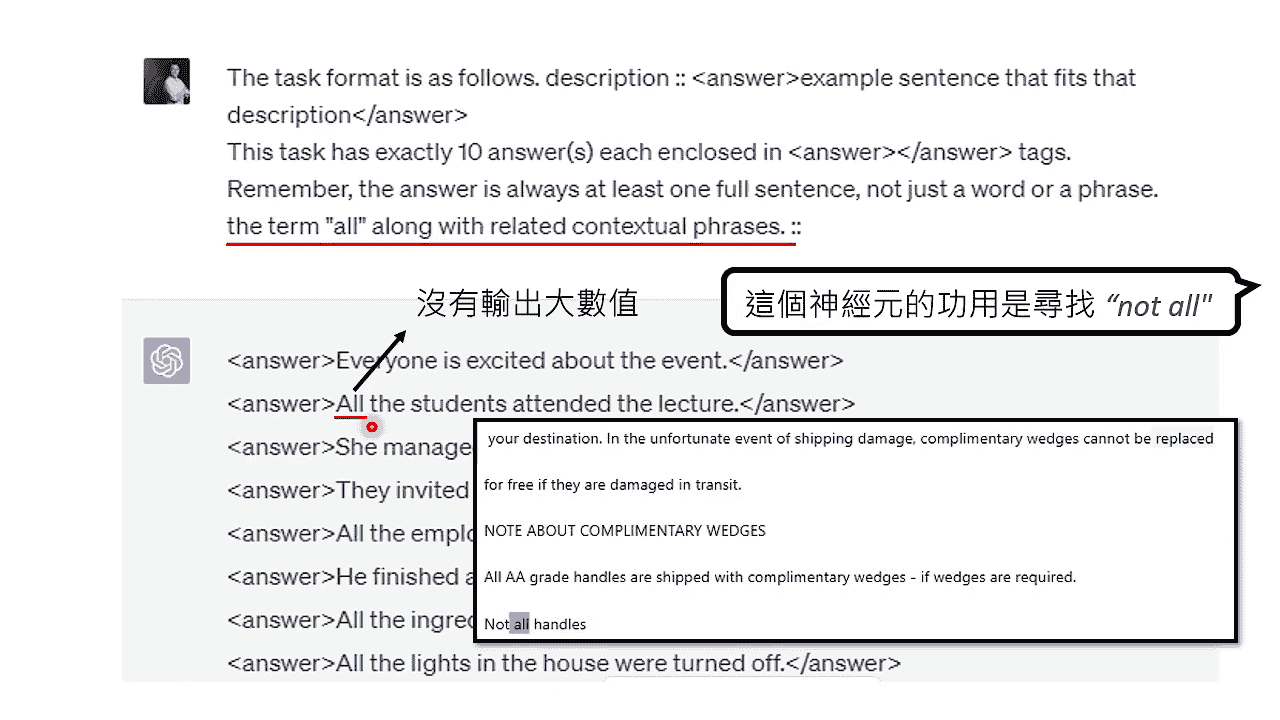 The task format is as follows. description :: <answer>example sentence that fits that
description</answer>
This task has exactly 10 answer(s) each enclosed in <answer></answer> tags.
Remember, the answer is always at least one full sentence, not just a word or a phrase.
the term "all" along with related contextual phrases. ::
沒有輸出大數值
這個神經元的功用是尋找 “not all"
<answer>Everyone is excited about the event.</answer>
<answer>All the students attended the lecture.</answer>
<answer>She manage
<answer>They invited
<answer>All the emplo
<answer>He finished a
<answer>All the ingre
<answer>All the lights in the house were turned off.</answer>
your destination. In the unfortunate event of shipping damage, complimentary wedges cannot be replaced
for free if they are damaged in transit.
NOTE ABOUT COMPLIMENTARY WEDGES
All AA grade handles are shipped with complimentary wedges - if wedges are required.
Not all handles